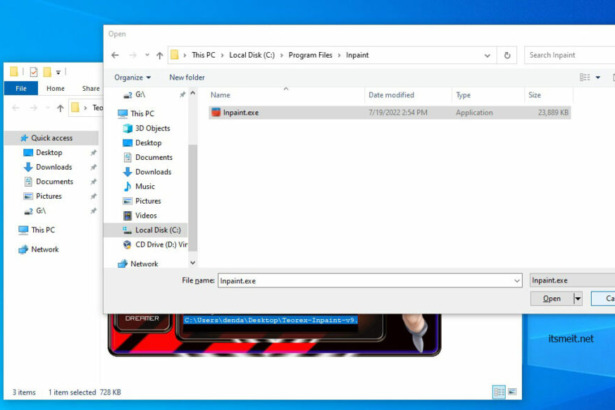 Open
This PC > Local Disk (C:) > Program Files > Inpaint
Search Inpaint
Organize
New folder
File
Home
Share
Name
Date modified
Type
Size
G:\
This PC
3D Objects
Desktop
Documents
Downloads
Music
Pictures
Videos
Local Disk (C:)
CD Drive (D:) Vir
Network
Inpaint.exe
7/19/2022 2:54 PM
Application
23,889 KB
Quick access
Desktop
Downloads
Documents
Pictures
G:\
This PC
Network
File name:
Inpaint.exe
Inpaint.exe
Open
DREAMER
C:\Users\denda\Desktop\Teorex-Inpaint-v9.
itsmeit.net
3 items
1 item selected 728 KB